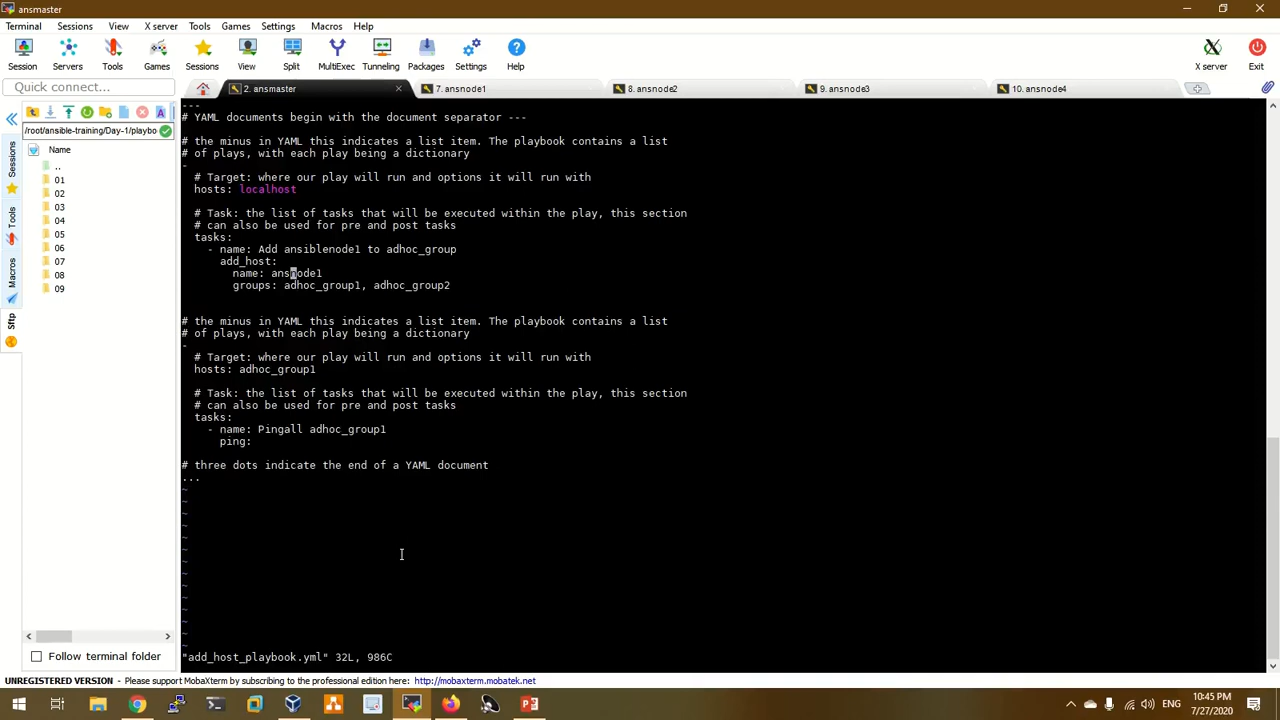 ansmaster
Terminal Sessions View X server Tools Games Settings Macros Help
Session Servers Tools Games Sessions View Split MultiExec Tunneling Packages Settings Help X server Exit
Quick connect...
2. ansmaster 7. ansnode1 8. ansnode2 9. ansnode3 10. ansnode4
/root/ansible-training/Day-1/playbo
Name
..
01
02
03
04
05
06
07
08
09
Sessions
Tools
Macros
Sftp
Follow terminal folder
---
# YAML documents begin with the document separator ---
# the minus in YAML this indicates a list item. The playbook contains a list
# of plays, with each play being a dictionary
-
# Target: where our play will run and options it will run with
hosts: localhost
# Task: the list of tasks that will be executed within the play, this section
# can also be used for pre and post tasks
tasks:
- name: Add ansiblenode1 to adhoc_group
add_host:
name: ansnode1
groups: adhoc_group1, adhoc_group2
# the minus in YAML this indicates a list item. The playbook contains a list
# of plays, with each play being a dictionary
-
# Target: where our play will run and options it will run with
hosts: adhoc_group1
# Task: the list of tasks that will be executed within the play, this section
# can also be used for pre and post tasks
tasks:
- name: Pingall adhoc_group1
ping:
# three dots indicate the end of a YAML document
...
~
~
~
~
~
~
~
~
~
~
~
~
~
~
"add_host_playbook.yml" 32L, 986C
UNREGISTERED VERSION - Please support MobaXterm by subscribing to the professional edition here: http://mobaxterm.mobatek.net
ENG
10:45 PM
7/27/2020